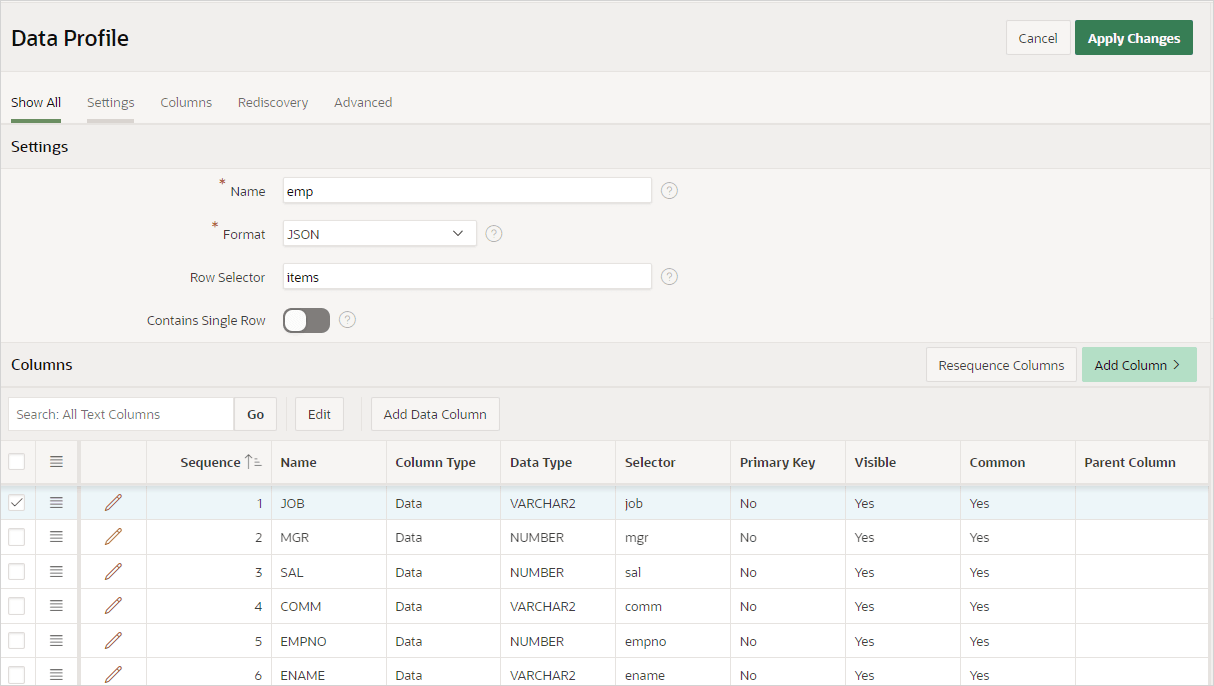 Data Profile
Cancel
Apply Changes
Show All Settings Columns Rediscovery Advanced
Settings
* Name emp ?
* Format JSON ?
Row Selector items ?
Contains Single Row ?
Columns
Resequence Columns
Add Column
Search: All Text Columns Go Edit Add Data Column
Sequence Name Column Type Data Type Selector Primary Key Visible Common Parent Column
1 JOB Data VARCHAR2 job No Yes Yes
2 MGR Data NUMBER mgr No Yes Yes
3 SAL Data NUMBER sal No Yes Yes
4 COMM Data VARCHAR2 comm No Yes Yes
5 EMPNO Data NUMBER empno No Yes Yes
6 ENAME Data VARCHAR2 ename No Yes Yes